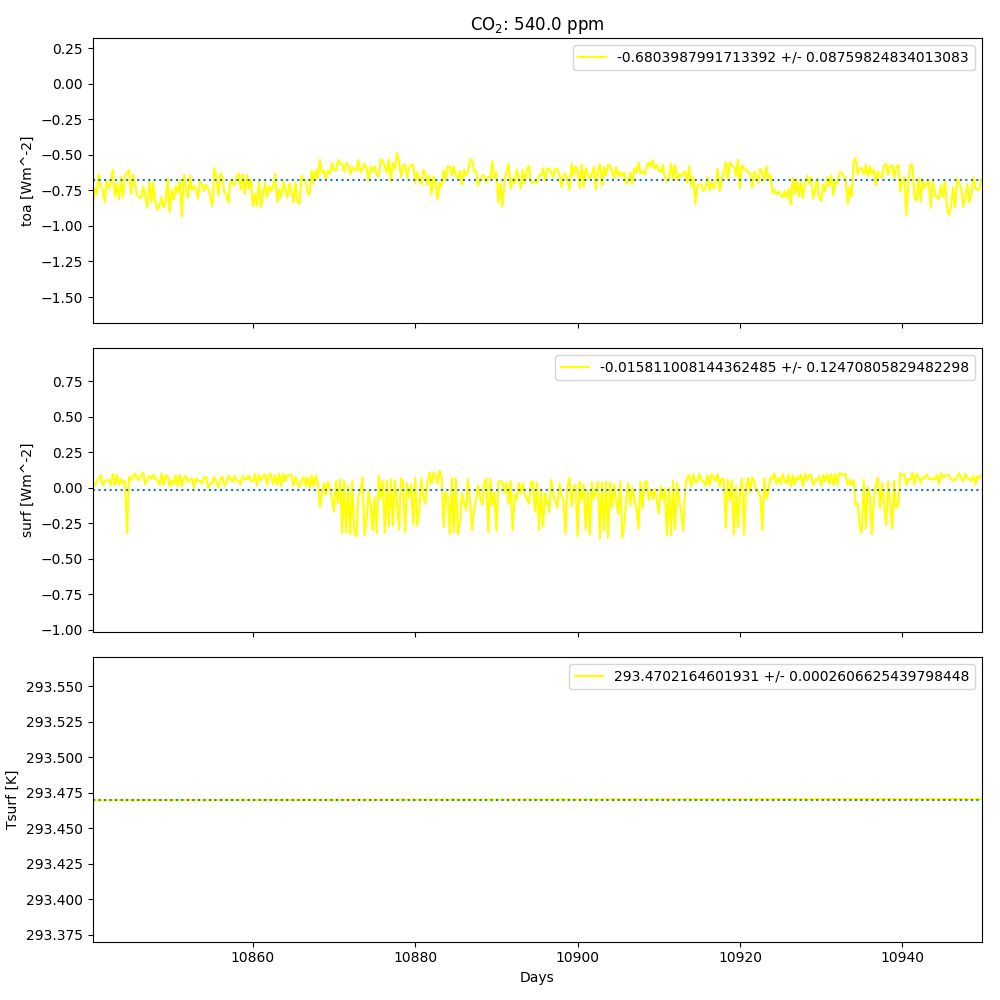 CO₂: 540.0 ppm
0.25
0.00
−0.25
−0.50
−0.75
−1.00
−1.25
−1.50
toa [Wm^-2]
-0.6803987991713392 +/- 0.08759824834013083
0.75
0.50
0.25
0.00
−0.25
−0.50
−0.75
−1.00
surf [Wm^-2]
-0.015811008144362485 +/- 0.12470805829482298
293.550
293.525
293.500
293.475
293.450
293.425
293.400
293.375
Tsurf [K]
293.4702164601931 +/- 0.0002606625439798448
10860 10880 10900 10920 10940
Days